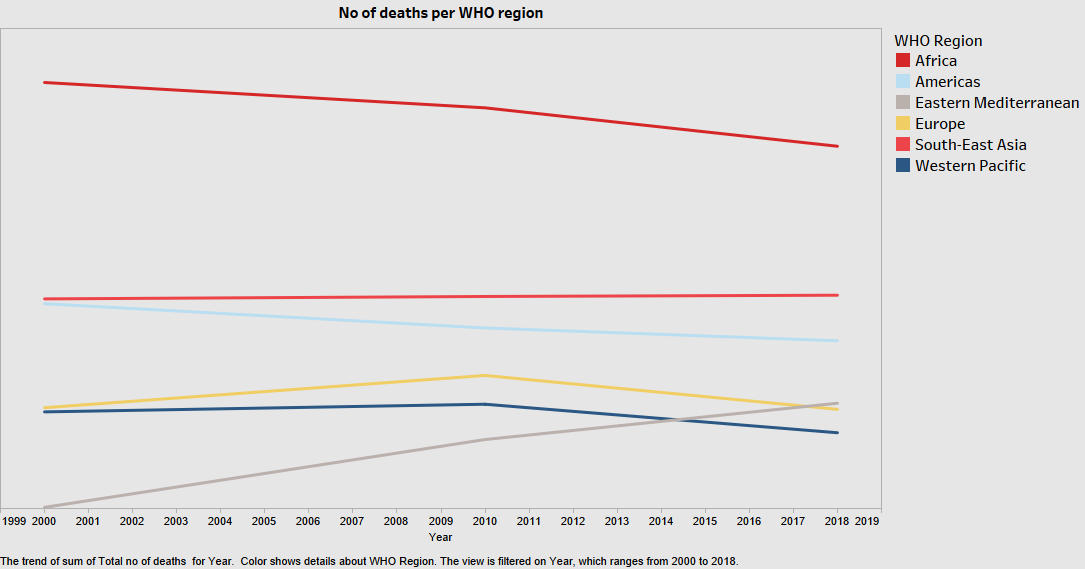 No of deaths per WHO region
WHO Region
Africa
Americas
Eastern Mediterranean
Europe
South-East Asia
Western Pacific
1999 2000 2001 2002 2003 2004 2005 2006 2007 2008 2009 2010 2011 2012 2013 2014 2015 2016 2017 2018 2019
Year
The trend of sum of Total no of deaths for Year. Color shows details about WHO Region. The view is filtered on Year, which ranges from 2000 to 2018.